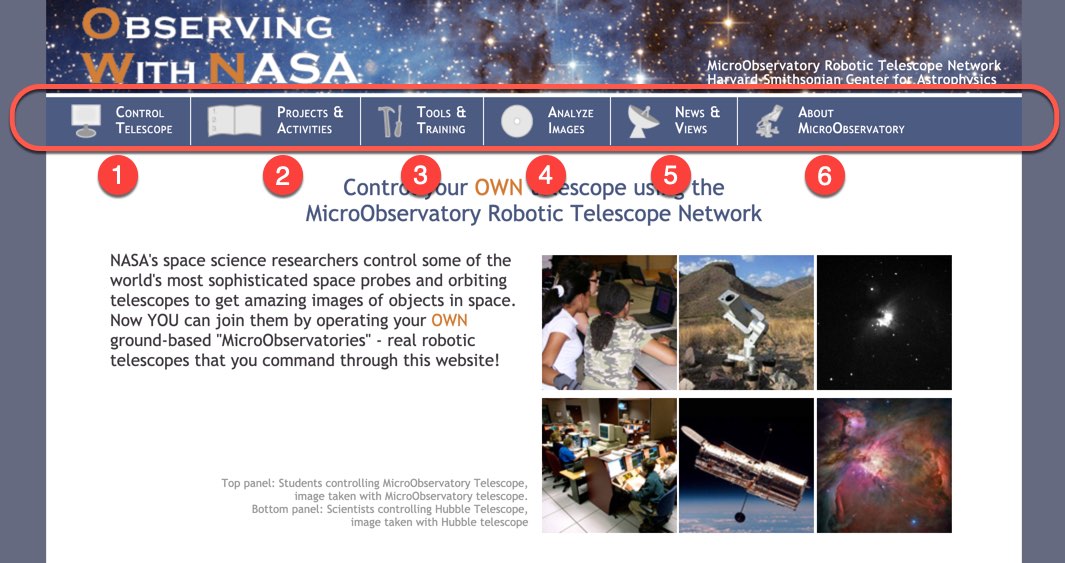 OBSERVING
WITH NASA
MicroObservatory Robotic Telescope Network
Harvard-Smithsonian Center for Astrophysics
CONTROL
TELESCOPE
PROJECTS &
ACTIVITIES
TOOLS &
TRAINING
ANALYZE
IMAGES
NEWS &
VIEWS
ABOUT
MICROOBSERVATORY
1 2 3 4 5 6
Control your OWN telescope using the
MicroObservatory Robotic Telescope Network
NASA's space science researchers control some of the
world's most sophisticated space probes and orbiting
telescopes to get amazing images of objects in space.
Now YOU can join them by operating your OWN
ground-based "MicroObservatories" - real robotic
telescopes that you command through this website!
Top panel: Students controlling MicroObservatory Telescope,
image taken with MicroObservatory telescope.
Bottom panel: Scientists controlling Hubble Telescope,
image taken with Hubble telescope